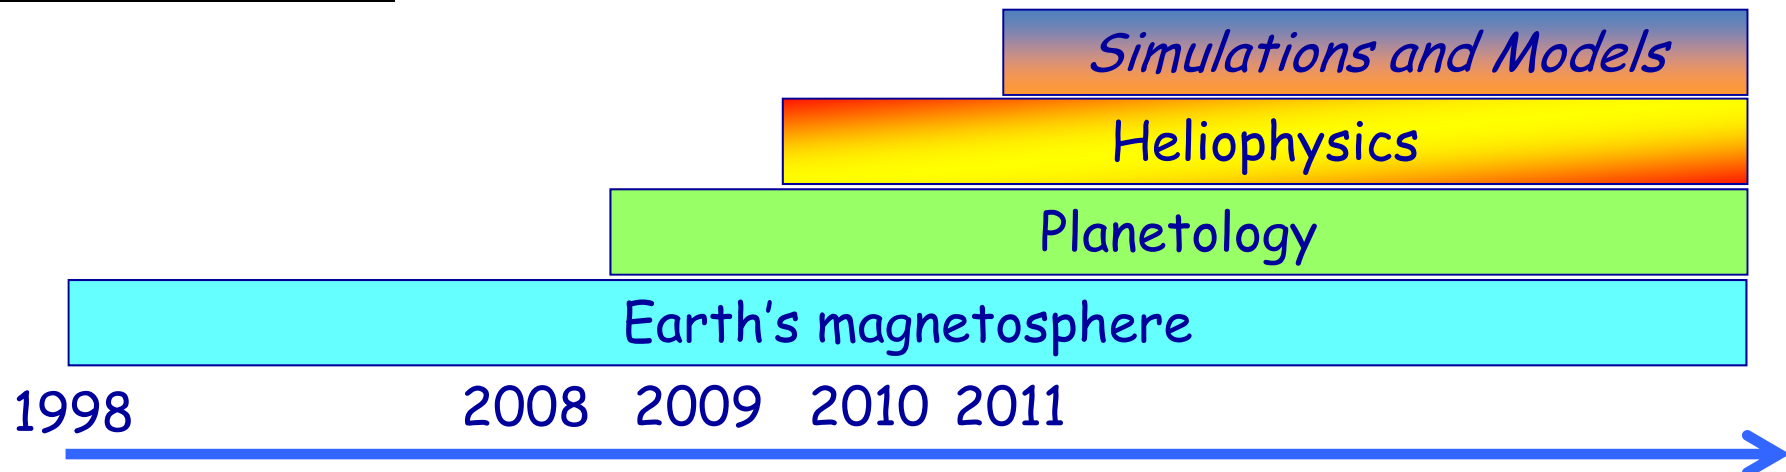 Simulations and Models
Heliophysics
Planetology
Earth’s magnetosphere
1998 2008 2009 2010 2011